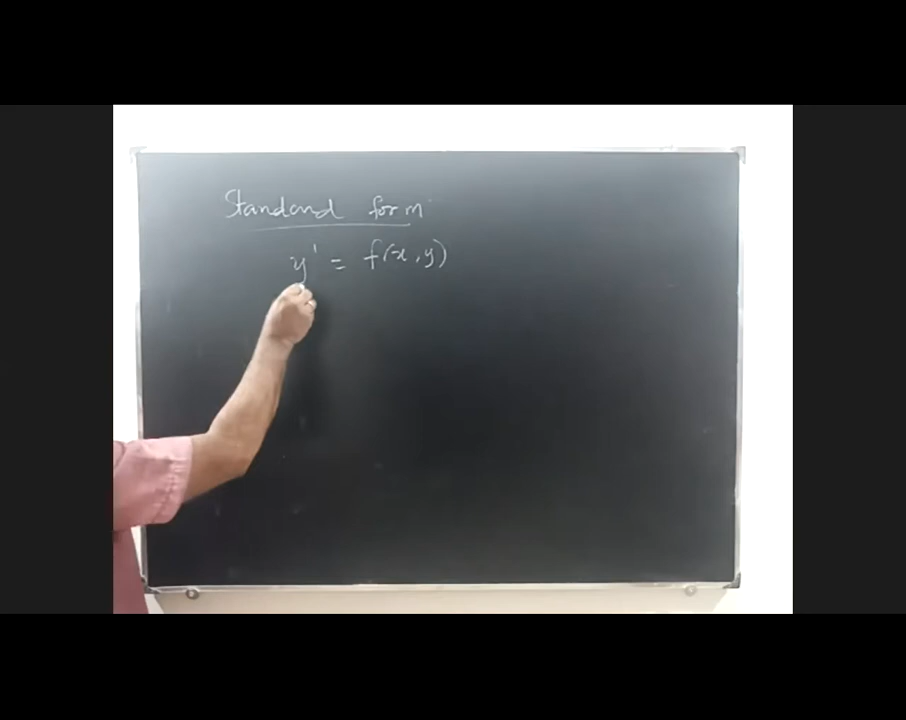 Standard form
y' = f(x, y)